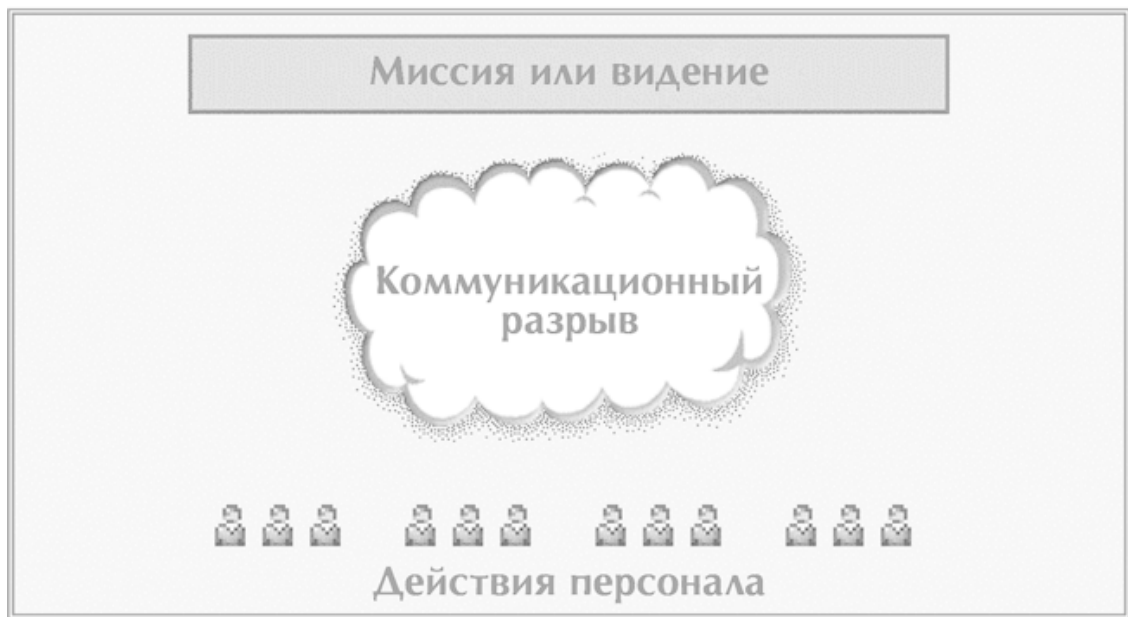 Миссия или видение
Коммуникационный
разрыв
Действия персонала